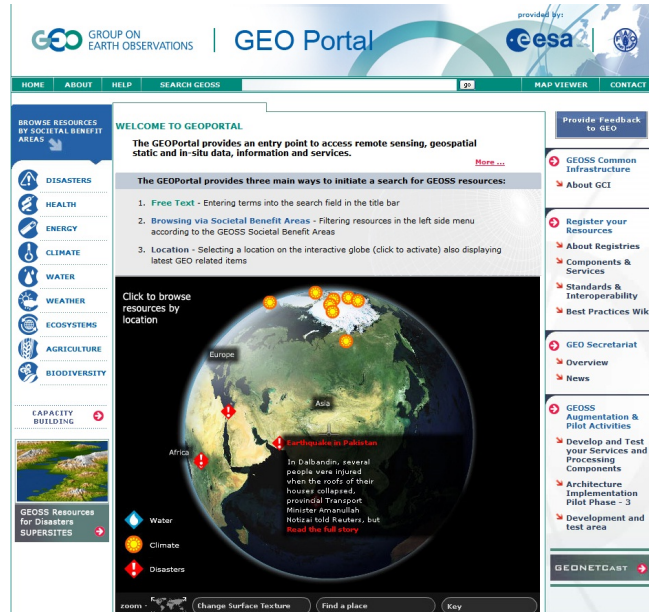 GEO GROUP ON
EARTH OBSERVATIONS
GEO Portal
provided by:
esa
HOME ABOUT HELP SEARCH GEOSS go MAP VIEWER CONTACT
BROWSE RESOURCES
BY SOCIETAL BENEFIT
AREAS
DISASTERS
HEALTH
ENERGY
CLIMATE
WATER
WEATHER
ECOSYSTEMS
AGRICULTURE
BIODIVERSITY
CAPACITY
BUILDING
GEOSS Resources
for Disasters
SUPERSITES
WELCOME TO GEOPORTAL
The GEOPortal provides an entry point to access remote sensing, geospatial
static and in-situ data, information and services.
More ...
The GEOPortal provides three main ways to initiate a search for GEOSS resources:
1. Free Text - Entering terms into the search field in the title bar
2. Browsing via Societal Benefit Areas - Filtering resources in the left side menu
according to the GEOSS Societal Benefit Areas
3. Location - Selecting a location on the interactive globe (click to activate) also displaying
latest GEO related items
Click to browse
resources by
location
Europe
Asia
Africa
Earthquake in Pakistan
In Dalbandin, several
people were injured
when the roofs of their
houses collapsed,
provincial Transport
Minister Amanullah
Notizai told Reuters, but
Read the full story
Water
Climate
Disasters
zoom - + Change Surface Texture Find a place Key
Provide Feedback
to GEO
GEOSS Common
Infrastructure
About GCI
Register your
Resources
About Registries
Components &
Services
Standards &
Interoperability
Best Practices Wik
GEO Secretariat
Overview
News
GEOSS
Augmentation &
Pilot Activities
Develop and Test
your Services and
Processing
Components
Architecture
Implementation
Pilot Phase - 3
Development and
test area
GEONETCAST